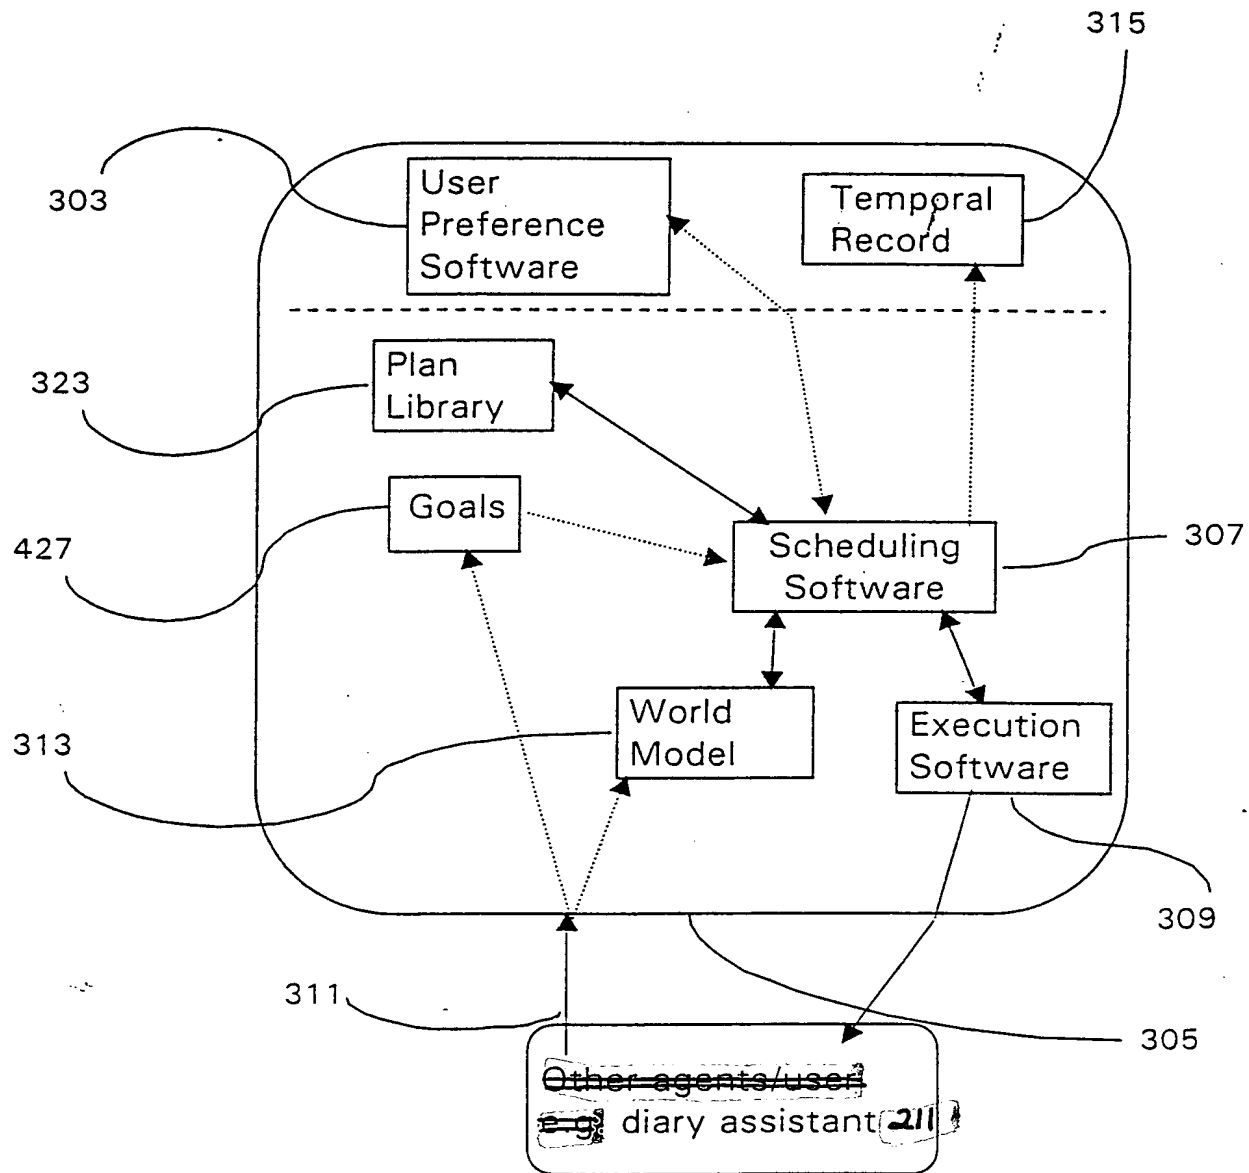 315
303
User
Preference
Software
Temporal
Record
323
Plan
Library
427
Goals
Scheduling
Software
307
313
World
Model
Execution
Software
309
311
305
Other agents/user
e.g. diary assistant 211